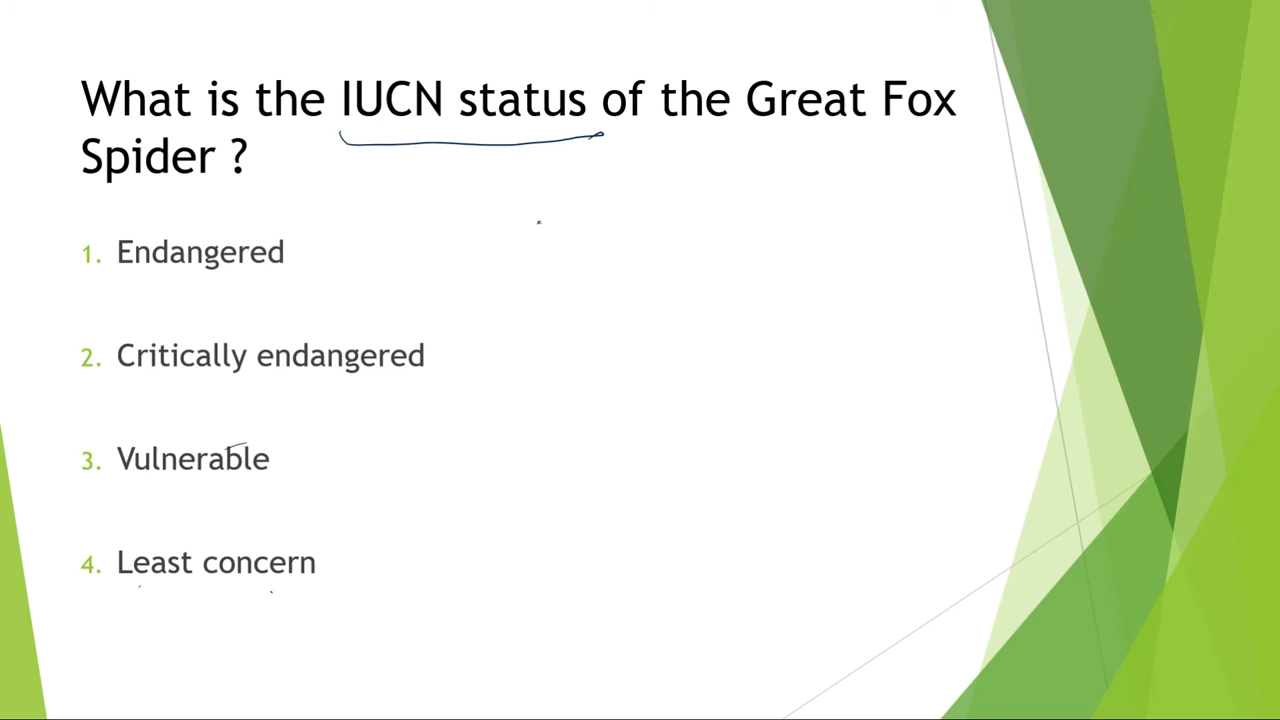 What is the IUCN status of the Great Fox
Spider ?
1. Endangered
2. Critically endangered
3. Vulnerable
4. Least concern